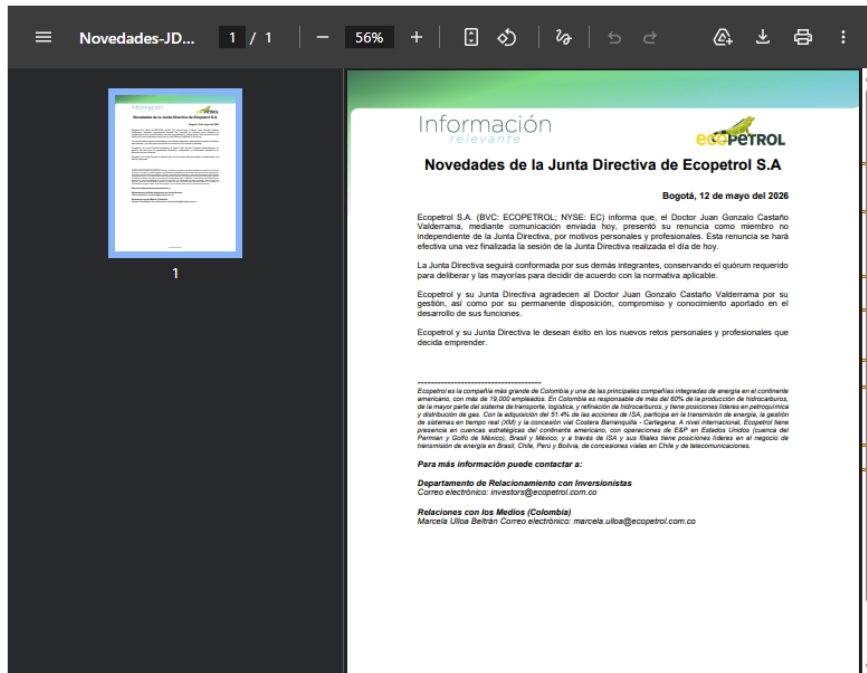 Novedades-JD...
1 / 1
56%
Información
relevante
ecopetrol
Novedades de la Junta Directiva de Ecopetrol S.A
Bogotá, 12 de mayo del 2026
Ecopetrol S.A. (BVC: ECOPETROL; NYSE: EC) informa que, el Doctor Juan Gonzalo Castaño
Valderrama, mediante comunicación enviada hoy, presentó su renuncia como miembro no
independiente de la Junta Directiva, por motivos personales y profesionales. Esta renuncia se hará
efectiva una vez finalizada la sesión de la Junta Directiva realizada el día de hoy.
La Junta Directiva seguirá conformada por sus demás integrantes, conservando el quórum requerido
para deliberar y las mayorías para decidir de acuerdo con la normativa aplicable.
Ecopetrol y su Junta Directiva agradecen al Doctor Juan Gonzalo Castaño Valderrama por su
gestión, así como por su permanente disposición, compromiso y conocimiento aportado en el
desarrollo de sus funciones.
Ecopetrol y su Junta Directiva le desean éxito en los nuevos retos personales y profesionales que
decida emprender.
-------------------------------------
Ecopetrol es la compañía más grande de Colombia y una de las principales compañías integradas de energía en el continente
americano, con más de 19,000 empleados. En Colombia es responsable de más del 60% de la producción de hidrocarburos,
de la mayor parte del sistema de transporte, logística, y refinación de hidrocarburos, y tiene posiciones líderes en petroquímica
y distribución de gas. Con la adquisición del 51.4% de las acciones de ISA, participa en la transmisión de energía, la gestión
de sistemas en tiempo real (XM) y la concesión vial Costera Barranquilla - Cartagena. A nivel internacional, Ecopetrol tiene
presencia en cuencas estratégicas del continente americano, con operaciones de E&P en Estados Unidos (cuenca del
Permian y Golfo de México), Brasil y México, y a través de ISA y sus filiales tiene posiciones líderes en el negocio de
transmisión de energía en Brasil, Chile, Perú y Bolivia, de concesiones viales en Chile y de telecomunicaciones.
Para más información puede contactar a:
Departamento de Relacionamiento con Inversionistas
Correo electrónico: investors@ecopetrol.com.co
Relaciones con los Medios (Colombia)
Marcela Ulloa Beltrán Correo electrónico: marcela.ulloa@ecopetrol.com.co
Información
Novedades de la Junta Directiva de Ecopetrol S.A
1